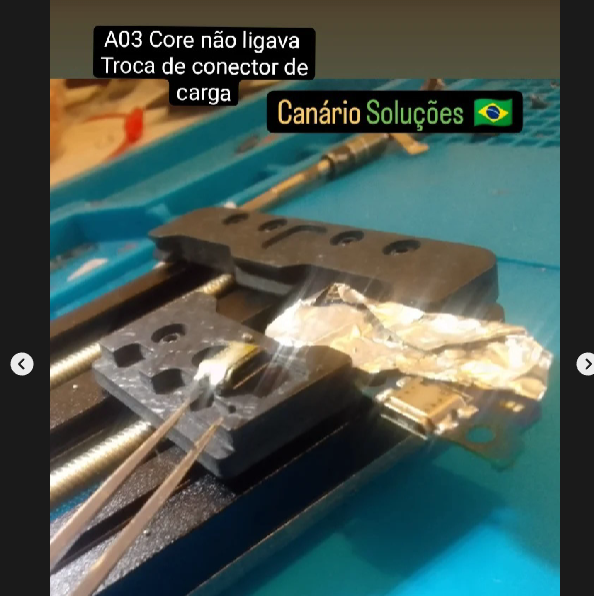 A03 Core não ligava
Troca de conector de
carga
Canário Soluções 🇧🇷